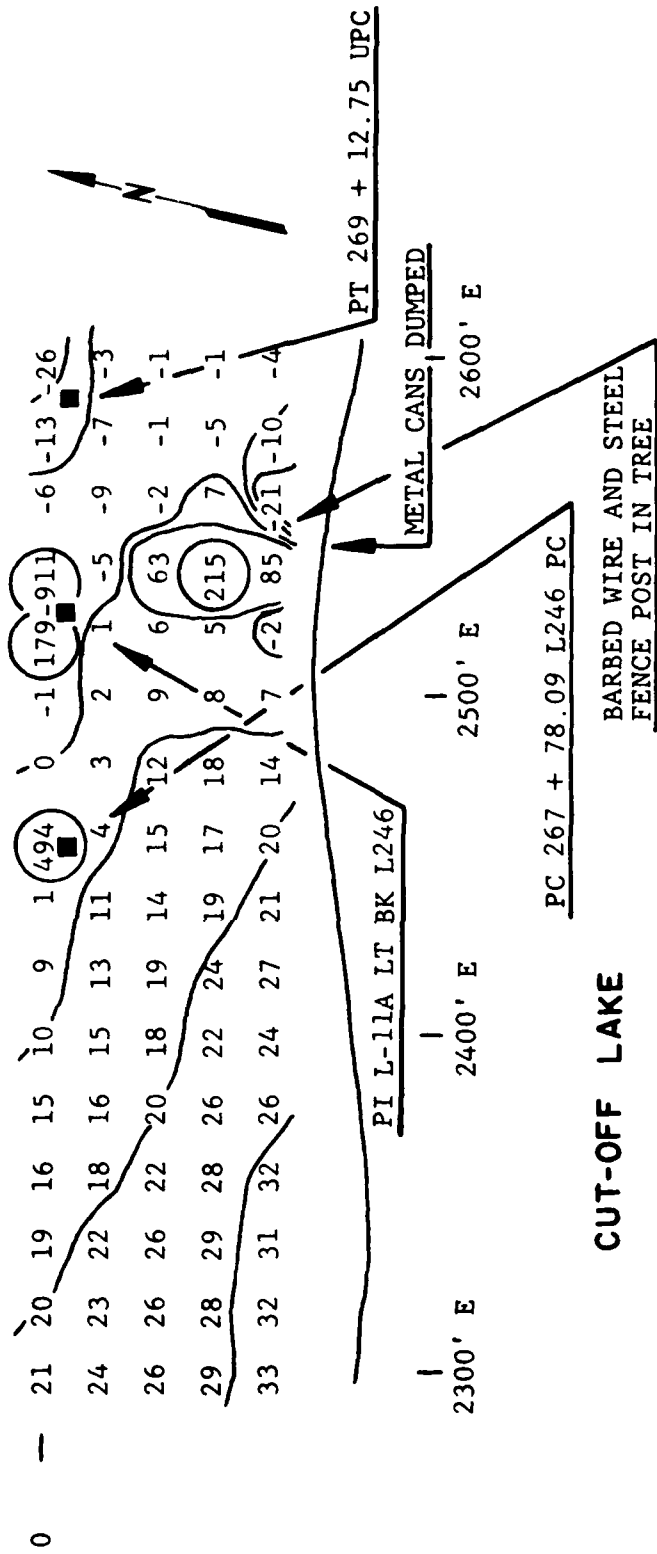 0 — 21 20 19 16 15 10 9 1 494 0 -1 179 -911 -6 -13 -26
24 23 22 18 16 15 13 11 4 3 2 1 -5 -9 -7 -3
26 26 26 22 20 18 19 14 15 12 9 6 63 -2 -1 -1
29 28 29 28 26 22 24 19 17 18 8 5 215 7 -5 -1
33 32 31 32 26 24 27 21 20 14 7 -2 85 -21 -10 -4
N
PT 269 + 12.75 UPC
PI L-11A LT BK L246
METAL CANS DUMPED
2300' E 2400' E 2500' E 2600' E
PC 267 + 78.09 L246 PC
BARBED WIRE AND STEEL
FENCE POST IN TREE
CUT-OFF LAKE